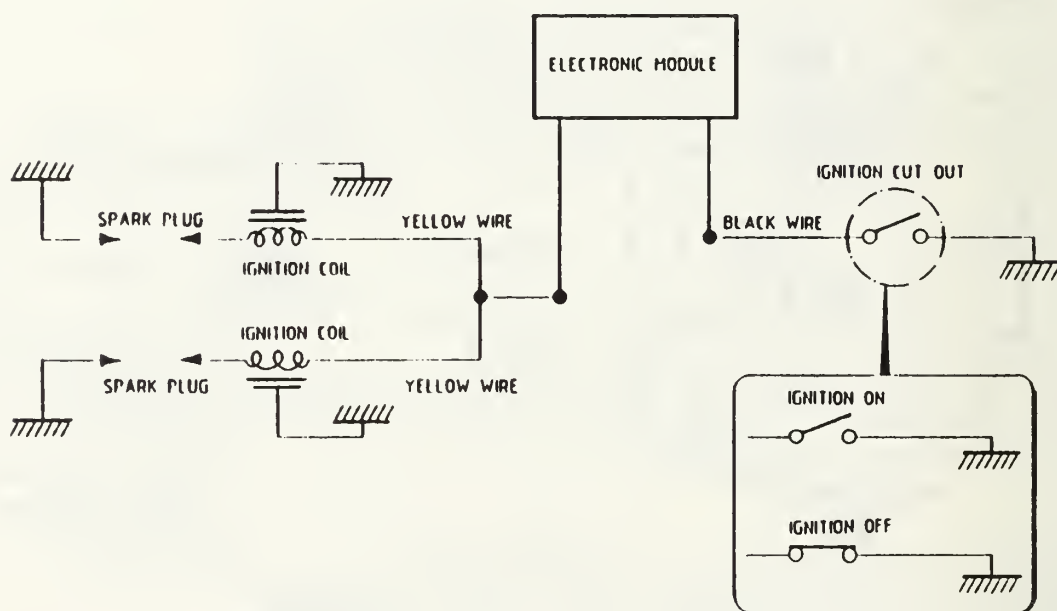 ELECTRONIC MODULE
IGNITION CUT OUT
SPARK PLUG
YELLOW WIRE
BLACK WIRE
IGNITION COIL
IGNITION COIL
SPARK PLUG
YELLOW WIRE
IGNITION ON
IGNITION OFF